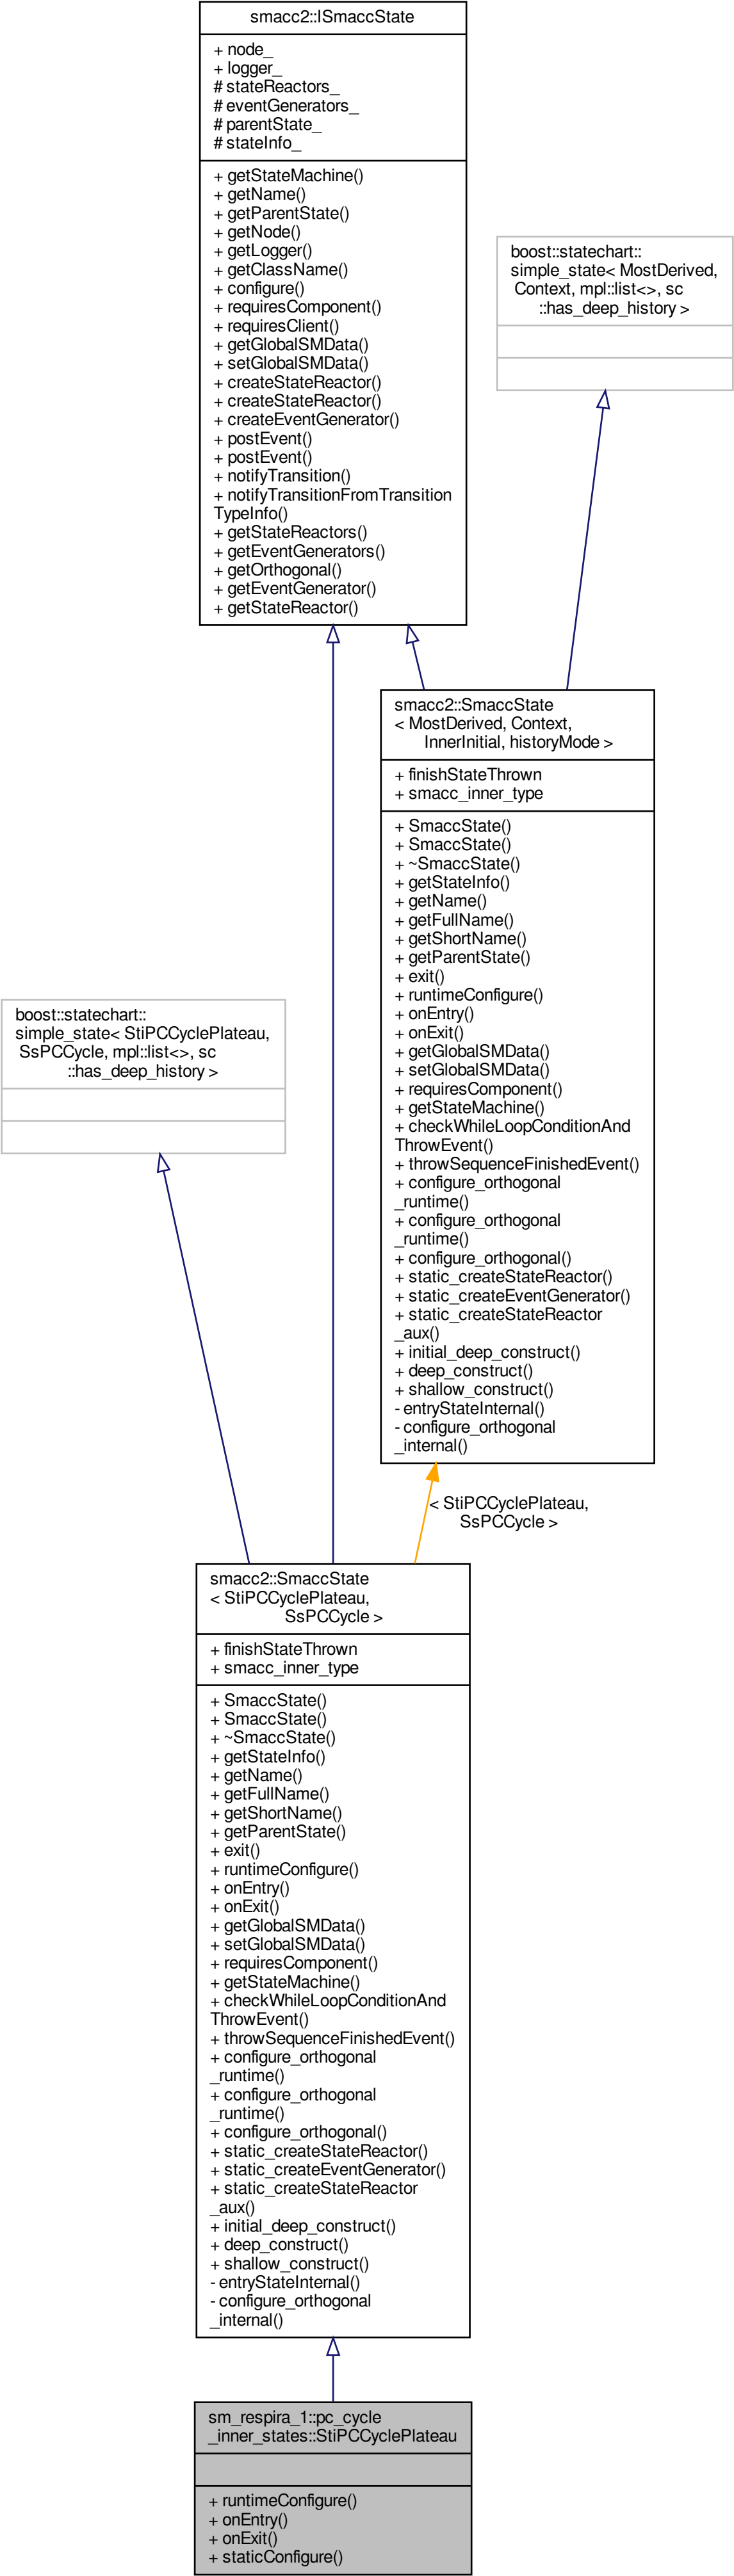 smacc2::ISmaccState
+ node_
+ logger_
# stateReactors_
# eventGenerators_
# parentState_
# stateInfo_
+ getStateMachine()
+ getName()
+ getParentState()
+ getNode()
+ getLogger()
+ getClassName()
+ configure()
+ requiresComponent()
+ requiresClient()
+ getGlobalSMData()
+ setGlobalSMData()
+ createStateReactor()
+ createStateReactor()
+ createEventGenerator()
+ postEvent()
+ postEvent()
+ notifyTransition()
+ notifyTransitionFromTransition
TypeInfo()
+ getStateReactors()
+ getEventGenerators()
+ getOrthogonal()
+ getEventGenerator()
+ getStateReactor()
boost::statechart::
simple_state< MostDerived,
Context, mpl::list<>, sc
::has_deep_history >
smacc2::SmaccState
< MostDerived, Context,
InnerInitial, historyMode >
+ finishStateThrown
+ smacc_inner_type
+ SmaccState()
+ SmaccState()
+ ~SmaccState()
+ getStateInfo()
+ getName()
+ getFullName()
+ getShortName()
+ getParentState()
+ exit()
+ runtimeConfigure()
+ onEntry()
+ onExit()
+ getGlobalSMData()
+ setGlobalSMData()
+ requiresComponent()
+ getStateMachine()
+ checkWhileLoopConditionAnd
ThrowEvent()
+ throwSequenceFinishedEvent()
+ configure_orthogonal
_runtime()
+ configure_orthogonal
_runtime()
+ configure_orthogonal()
+ static_createStateReactor()
+ static_createEventGenerator()
+ static_createStateReactor
_aux()
+ initial_deep_construct()
+ deep_construct()
+ shallow_construct()
- entryStateInternal()
- configure_orthogonal
_internal()
boost::statechart::
simple_state< StiPCCyclePlateau,
SsPCCycle, mpl::list<>, sc
::has_deep_history >
< StiPCCyclePlateau,
SsPCCycle >
smacc2::SmaccState
< StiPCCyclePlateau,
SsPCCycle >
+ finishStateThrown
+ smacc_inner_type
+ SmaccState()
+ SmaccState()
+ ~SmaccState()
+ getStateInfo()
+ getName()
+ getFullName()
+ getShortName()
+ getParentState()
+ exit()
+ runtimeConfigure()
+ onEntry()
+ onExit()
+ getGlobalSMData()
+ setGlobalSMData()
+ requiresComponent()
+ getStateMachine()
+ checkWhileLoopConditionAnd
ThrowEvent()
+ throwSequenceFinishedEvent()
+ configure_orthogonal
_runtime()
+ configure_orthogonal
_runtime()
+ configure_orthogonal()
+ static_createStateReactor()
+ static_createEventGenerator()
+ static_createStateReactor
_aux()
+ initial_deep_construct()
+ deep_construct()
+ shallow_construct()
- entryStateInternal()
- configure_orthogonal
_internal()
sm_respira_1::pc_cycle
_inner_states::StiPCCyclePlateau
+ runtimeConfigure()
+ onEntry()
+ onExit()
+ staticConfigure()